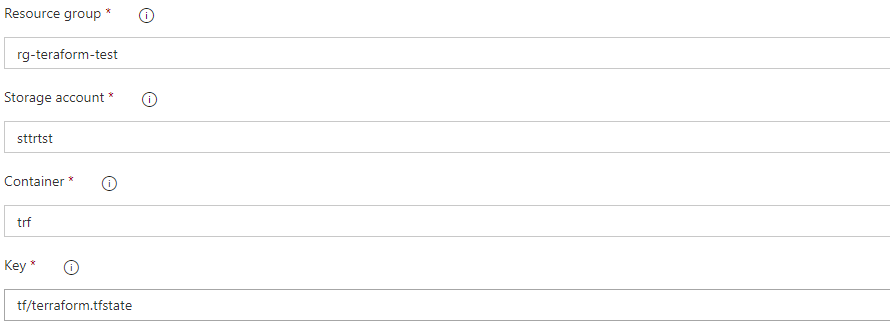 Resource group *
rg-teraform-test
Storage account *
sttrtst
Container *
trf
Key *
tf/terraform.tfstate